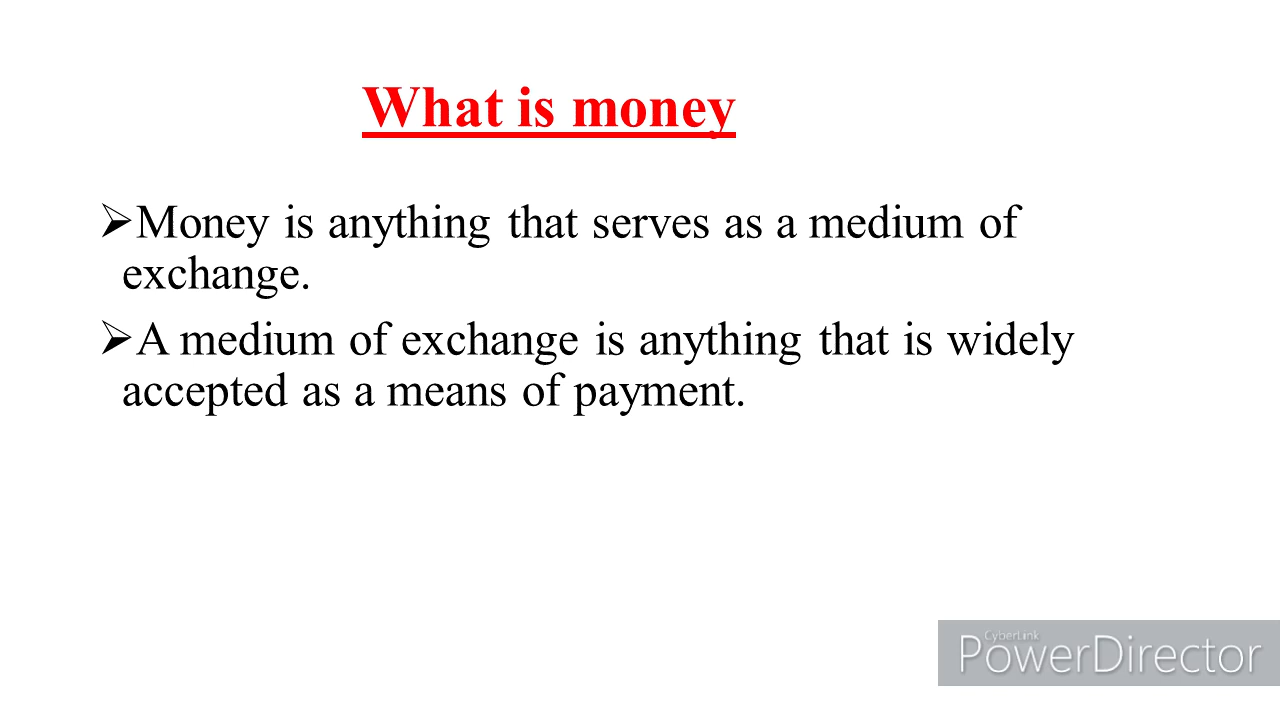 What is money
➢Money is anything that serves as a medium of
exchange.
➢A medium of exchange is anything that is widely
accepted as a means of payment.
CyberLink
PowerDirector